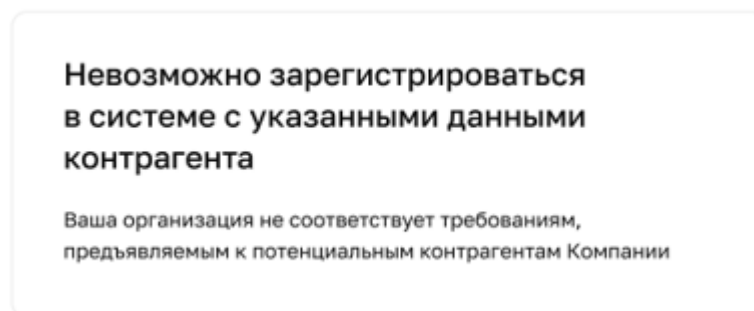 Невозможно зарегистрироваться
в системе с указанными данными
контрагента
Ваша организация не соответствует требованиям,
предъявляемым к потенциальным контрагентам Компании